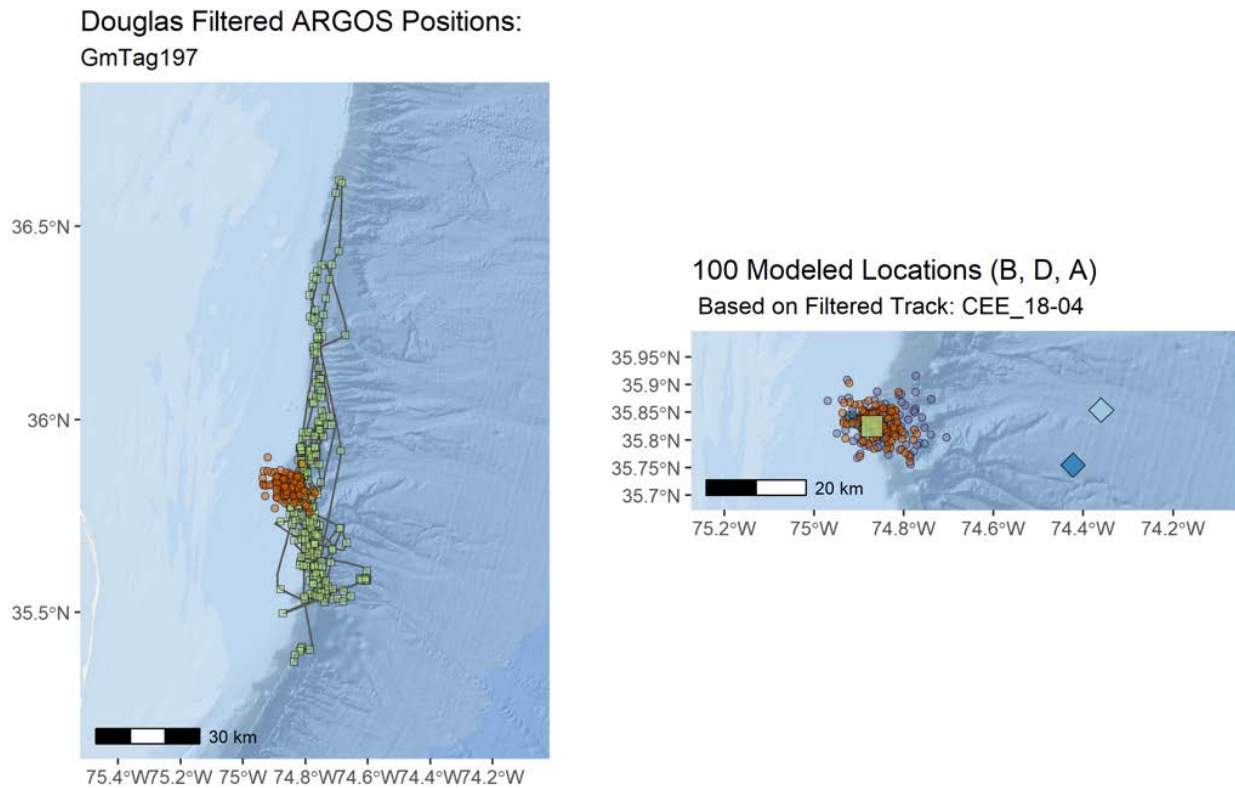 Douglas Filtered ARGOS Positions:
GmTag197
36.5°N
36°N
35.5°N
30 km
75.4°W75.2°W 75°W 74.8°W74.6°W74.4°W74.2°W
100 Modeled Locations (B, D, A)
Based on Filtered Track: CEE_18-04
35.95°N
35.9°N
35.85°N
35.8°N
35.75°N
35.7°N
20 km
75.2°W 75°W 74.8°W 74.6°W 74.4°W 74.2°W